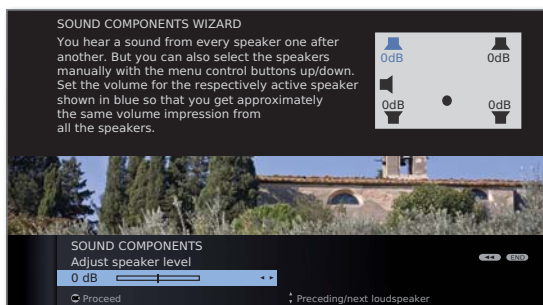 SOUND COMPONENTS WIZARD
You hear a sound from every speaker one after
another. But you can also select the speakers
manually with the menu control buttons up/down.
Set the volume for the respectively active speaker
shown in blue so that you get approximately
the same volume impression from
all the speakers.
0dB 0dB
0dB 0dB
SOUND COMPONENTS
Adjust speaker level
END
0 dB
OK Proceed Preceding/next loudspeaker